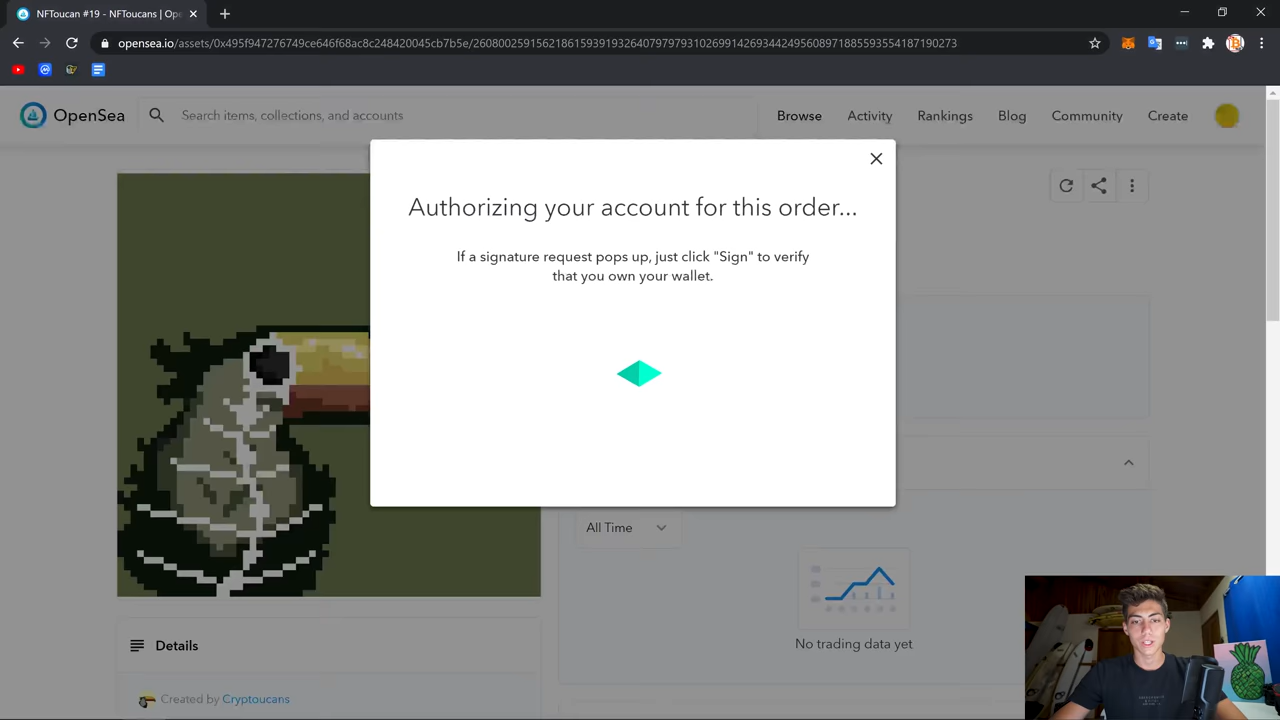 NFToucan #19 - NFToucans | Op
opensea.io/assets/0x495f947276749ce646f68ac8c248420045cb7b5e/26080025915621861593919326407979793102699142693442495608971885593554187190273
OpenSea
Search items, collections, and accounts
Browse
Activity
Rankings
Blog
Community
Create
Authorizing your account for this order...
If a signature request pops up, just click "Sign" to verify
that you own your wallet.
All Time
No trading data yet
Details
Created by Cryptoucans